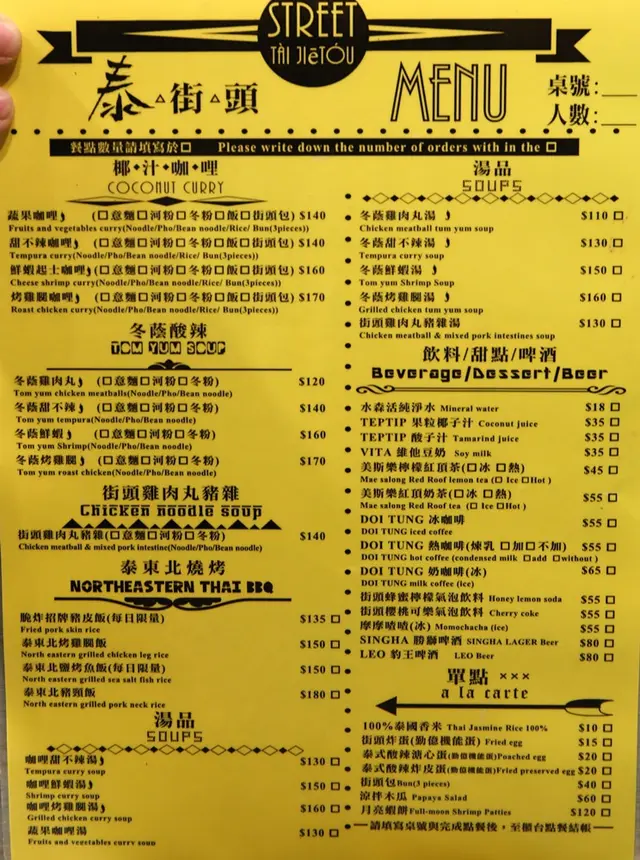 STREET
TÀI JIēTÓU
泰街頭
MENU
桌號:
人數:
餐點數量請填寫於□ Please write down the number of orders with in the □
椰汁咖哩
COCONUT CURRY
蔬果咖哩 (□意麵□河粉□冬粉□飯□街頭包) $140
Fruits and vegetables curry(Noodle/Pho/Bean noodle/Rice/ Bun(3pieces))
甜不辣咖哩 (□意麵□河粉□冬粉□飯□街頭包) $140
Tempura curry(Noodle/Pho/Bean noodle/Rice/ Bun(3pieces))
鮮蝦起士咖哩 (□意麵□河粉□冬粉□飯□街頭包) $160
Cheese shrimp curry(Noodle/Pho/Bean noodle/Rice/ Bun(3pieces))
烤雞腿咖哩 (□意麵□河粉□冬粉□飯□街頭包) $170
Roast chicken curry(Noodle/Pho/Bean noodle/Rice/ Bun(3pieces))
冬蔭酸辣
TOM YUM SOUP
冬蔭雞肉丸 (□意麵□河粉□冬粉) $120
Tom yum chicken meatballs(Noodle/Pho/Bean noodle)
冬蔭甜不辣 (□意麵□河粉□冬粉) $140
Tom yum tempura(Noodle/Pho/Bean noodle)
冬蔭鮮蝦 (□意麵□河粉□冬粉) $160
Tom yum Shrimp(Noodle/Pho/Bean noodle)
冬蔭烤雞腿 (□意麵□河粉□冬粉) $170
Tom yum roast chicken(Noodle/Pho/Bean noodle)
街頭雞肉丸豬雜
Chicken noodle soup
街頭雞肉丸豬雜(□意麵□河粉□冬粉) $140
Chicken meatball & mixed pork intestine(Noodle/Pho/Bean noodle)
泰東北燒烤
NORTHEASTERN THAI BBQ
脆炸招牌豬皮飯(每日限量) $135 □
Fried pork skin rice
泰東北烤雞腿飯 $150 □
North eastern grilled chicken leg rice
泰東北鹽烤魚飯(每日限量) $150 □
North eastern grilled sea salt fish rice
泰東北豬頸飯 $180 □
North eastern grilled pork neck rice
湯品
SOUPS
咖哩甜不辣湯 $130 □
Tempura curry soup
咖哩鮮蝦湯 $150 □
Shrimp curry soup
咖哩烤雞腿湯 $160 □
Grilled chicken curry soup
蔬果咖哩湯 $130 □
Fruits and vegetables curry soup
湯品
SOUPS
冬蔭雞肉丸湯 $110 □
Chicken meatball tum yum soup
冬蔭甜不辣湯 $130 □
Tempura curry soup
冬蔭鮮蝦湯 $150 □
Tom yum Shrimp Soup
冬蔭烤雞腿湯 $160 □
Grilled chicken tum yum soup
街頭雞肉丸豬雜湯 $130 □
Chicken meatball & mixed pork intestines soup
飲料/甜點/啤酒
Beverage/Dessert/Beer
水森活純淨水 Mineral water $18 □
TEPTIP 果粒椰子汁 Coconut juice $35 □
TEPTIP 酸子汁 Tamarind juice $35 □
VITA 維他豆奶 Soy milk $35 □
美斯樂檸檬紅頂茶(□冰 □熱) $45 □
Mae salong Red Roof lemon tea (□ Ice □Hot )
美斯樂紅頂奶茶(□冰 □熱) $55 □
Mae salong Red Roof tea (□ Ice □Hot )
DOI TUNG 冰咖啡 $55 □
DOI TUNG iced coffee
DOI TUNG 熱咖啡(煉乳 □加□不加) $55 □
DOI TUNG hot coffee (condensed milk □add □without )
DOI TUNG 奶咖啡(冰) $65 □
DOI TUNG milk coffee (ice)
街頭蜂蜜檸檬氣泡飲料 Honey lemon soda $55 □
街頭櫻桃可樂氣泡飲料 Cherry coke $55 □
摩摩喳喳(冰) Momochacha (ice) $55 □
SINGHA 勝獅啤酒 SINGHA LAGER Beer $80 □
LEO 豹王啤酒 LEO Beer $80 □
單點 ×××
a la carte
100%泰國香米 Thai Jasmine Rice 100% $10 □
街頭炸蛋(勤億機能蛋) Fried egg $15 □
泰式酸辣溏心蛋(勤億機能蛋)Poached egg $20 □
泰式酸辣炸皮蛋(勤億機能蛋)Fried preserved egg $20 □
街頭包Bun(3 pieces) $40 □
涼拌木瓜 Papaya Salad $60 □
月亮蝦餅Full-moon Shrimp Patties $120 □
請填寫桌號與完成點餐後,至櫃台點餐結帳